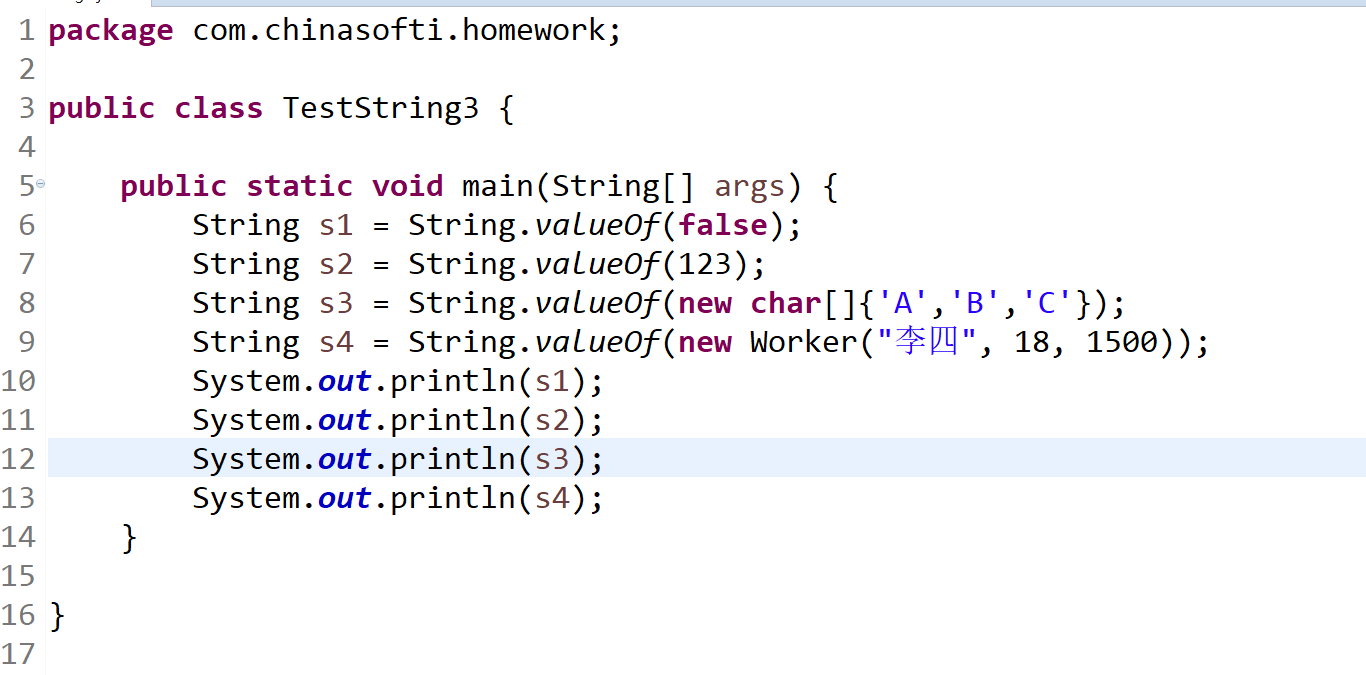 1 package com.chinasofti.homework;
2
3 public class TestString3 {
4
5     public static void main(String[] args) {
6         String s1 = String.valueOf(false);
7         String s2 = String.valueOf(123);
8         String s3 = String.valueOf(new char[]{'A','B','C'});
9         String s4 = String.valueOf(new Worker("李四", 18, 1500));
10         System.out.println(s1);
11         System.out.println(s2);
12         System.out.println(s3);
13         System.out.println(s4);
14     }
15
16 }
17